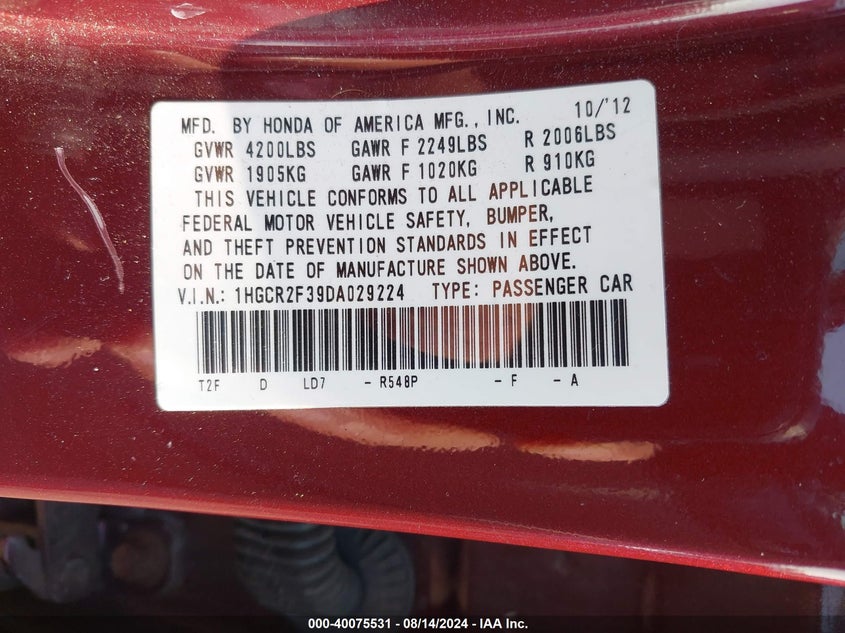 MFD. BY HONDA OF AMERICA MFG., INC. 10/'12
GVWR 4200LBS GAWR F 2249LBS R 2006LBS
GVWR 1905KG GAWR F 1020KG R 910KG
THIS VEHICLE CONFORMS TO ALL APPLICABLE
FEDERAL MOTOR VEHICLE SAFETY, BUMPER,
AND THEFT PREVENTION STANDARDS IN EFFECT
ON THE DATE OF MANUFACTURE SHOWN ABOVE.
V.I.N.: 1HGCR2F39DA029224 TYPE: PASSENGER CAR
T2F D LD7 - R548P - F - A
000-40075531 - 08/14/2024 - IAA Inc.